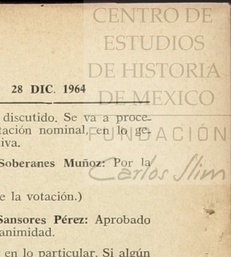 CENTRO DE
ESTUDIOS
DE HISTORIA
DE MEXICO
FUNDACIÓN
Carlos Slim
28 DIC. 1964
discutido. Se va a proce-
tación nominal, en lo ge-
tiva.
Soberanes Muñoz: Por la
e la votación.)
Sansores Pérez: Aprobado
animidad.
en lo particular. Si algún